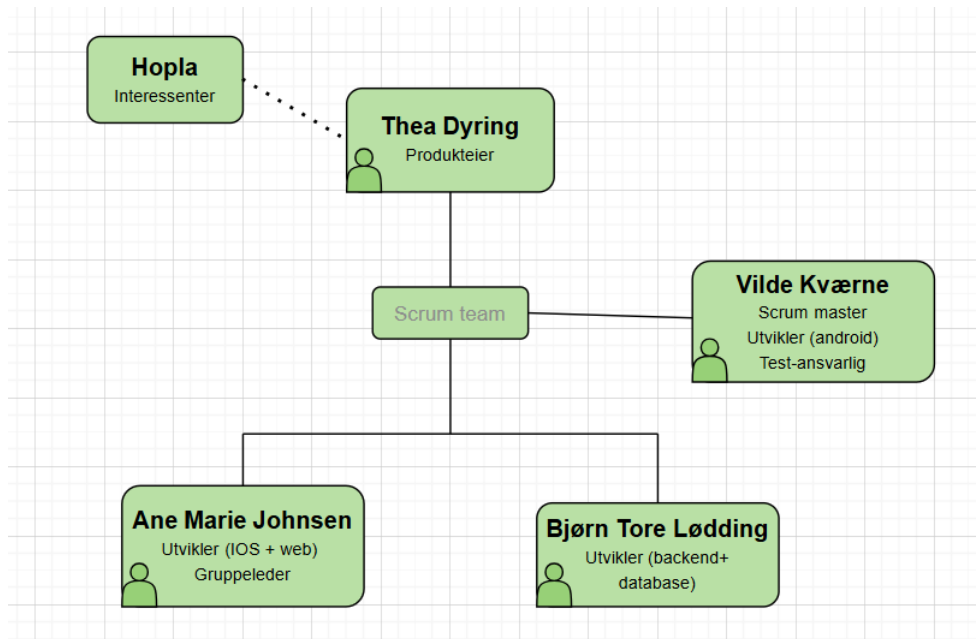 Hopla
Interessenter
Thea Dyring
Produkteier
Scrum team
Vilde Kværne
Scrum master
Utvikler (android)
Test-ansvarlig
Ane Marie Johnsen
Utvikler (IOS + web)
Gruppeleder
Bjørn Tore Lødding
Utvikler (backend+
database)